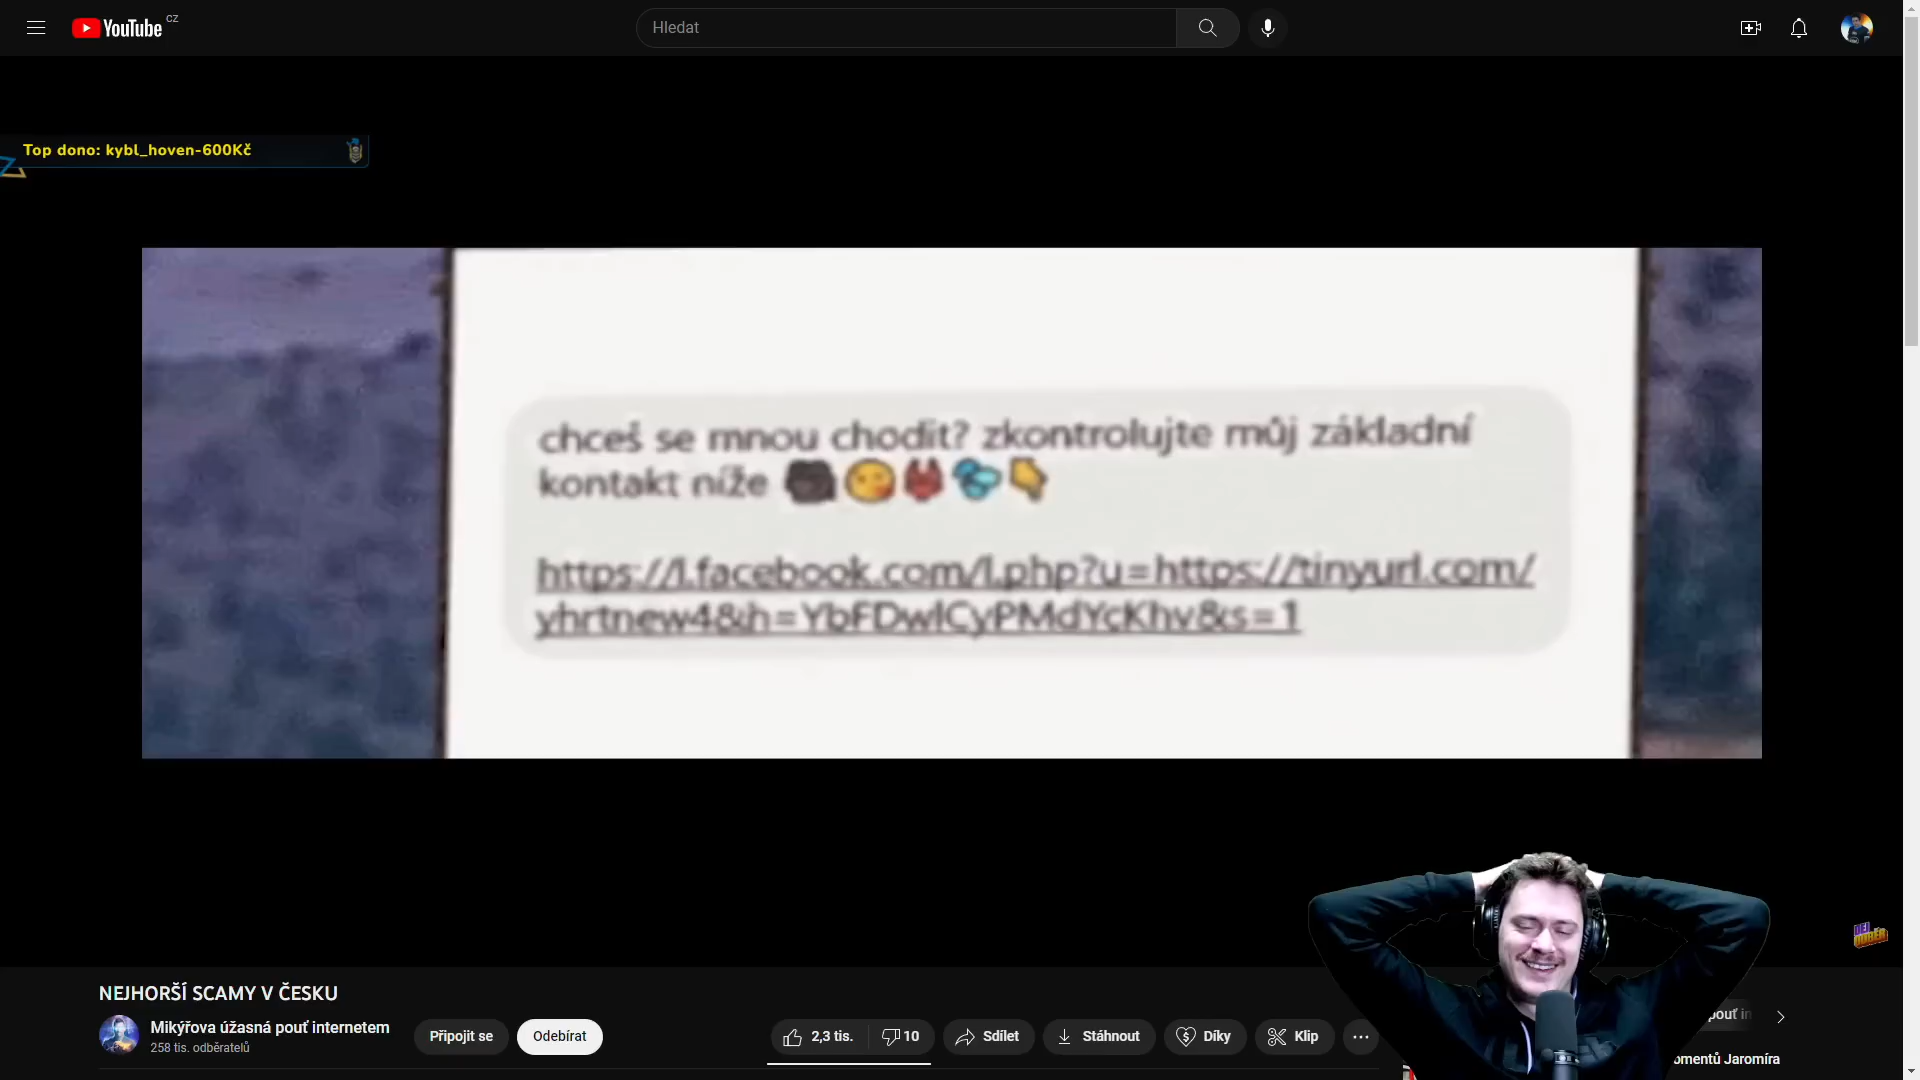 YouTube CZ
Hledat
Top dono: kybl_hoven-600Kč
chceš se mnou chodit? zkontrolujte můj základní
kontakt níže
https://l.facebook.com/l.php?u=https://tinyurl.com/
yhrtnew4&h=YbFDwlCyPMdYcKhv&s=1
NEJHORŠÍ SCAMY V ČESKU
Mikýřova úžasná pouť internetem
258 tis. odběratelů
Připojit se
Odebírat
2,3 tis.
10
Sdílet
Stáhnout
Díky
Klip
pouť in
omentů Jaromíra